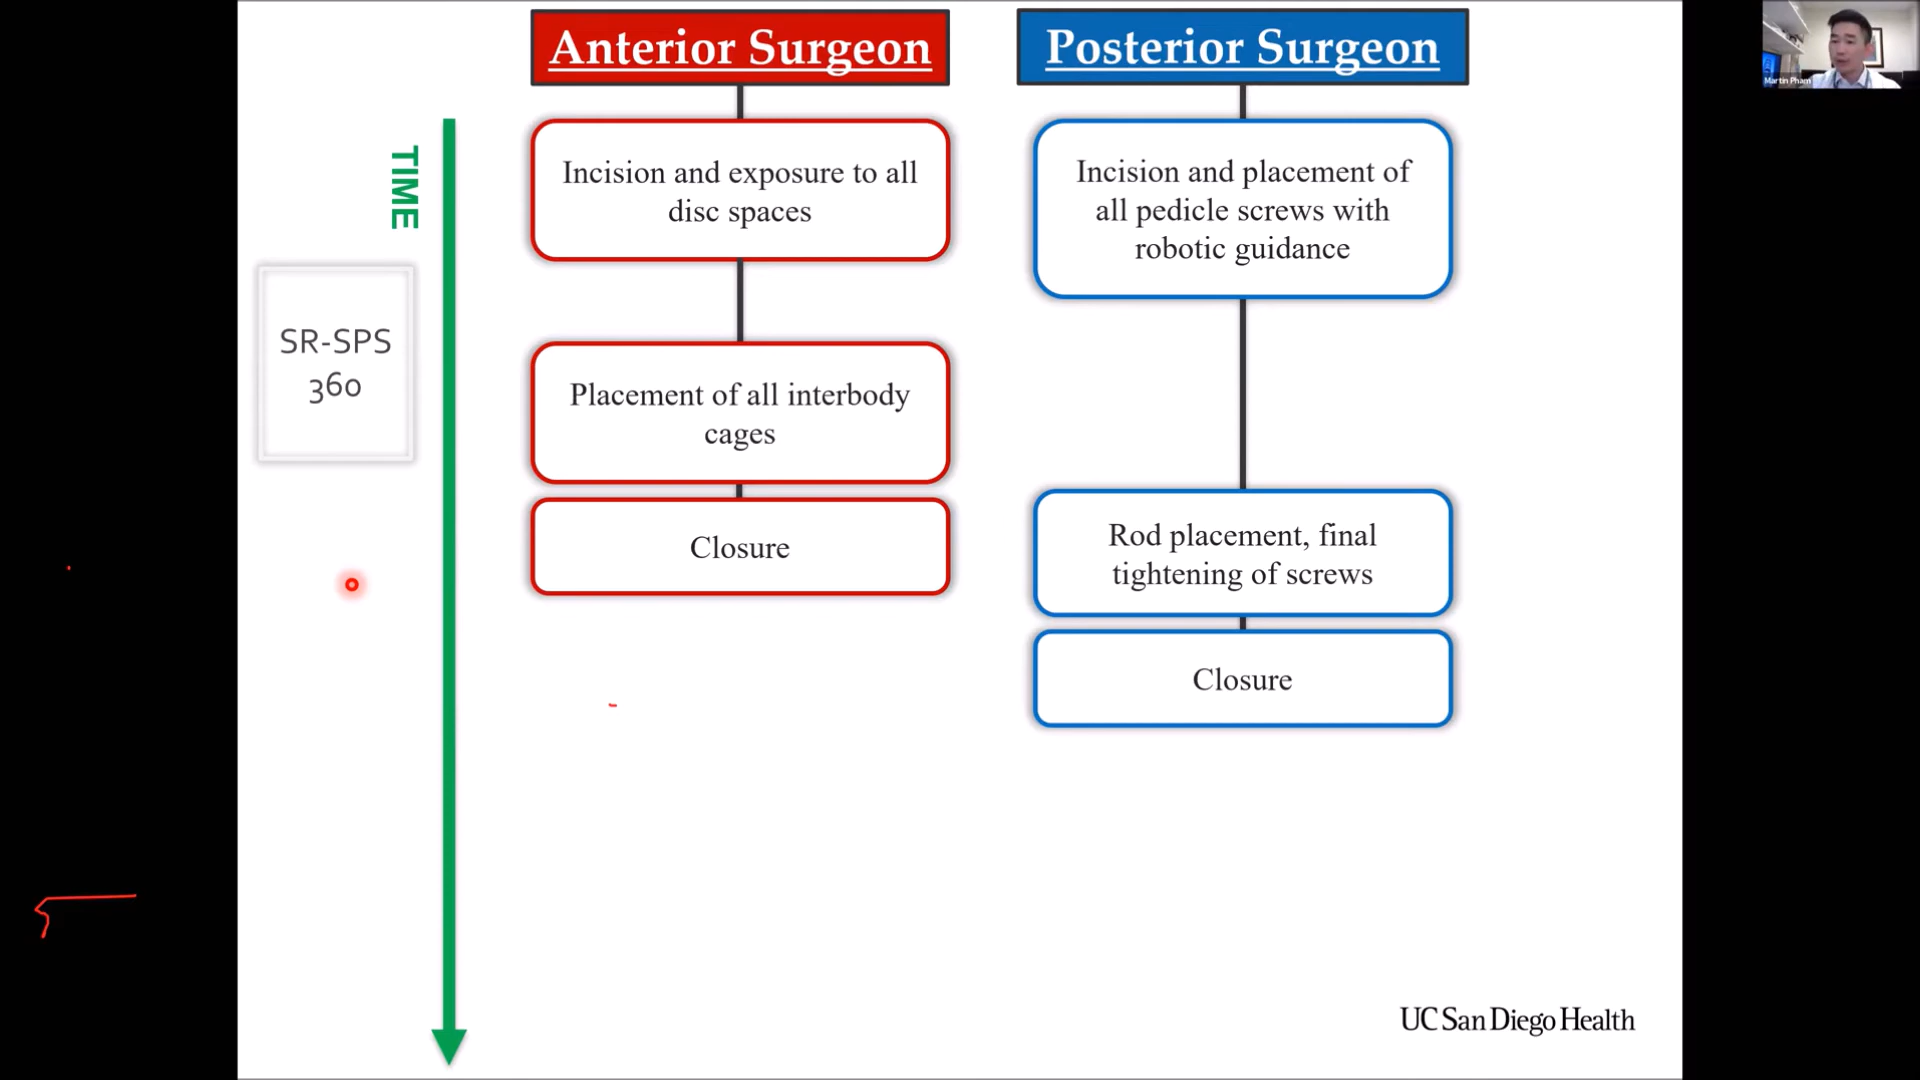 Anterior Surgeon
Posterior Surgeon
Martin Pham
TIME
Incision and exposure to all
disc spaces
Incision and placement of
all pedicle screws with
robotic guidance
SR-SPS
360
Placement of all interbody
cages
Closure
Rod placement, final
tightening of screws
Closure
UC San Diego Health